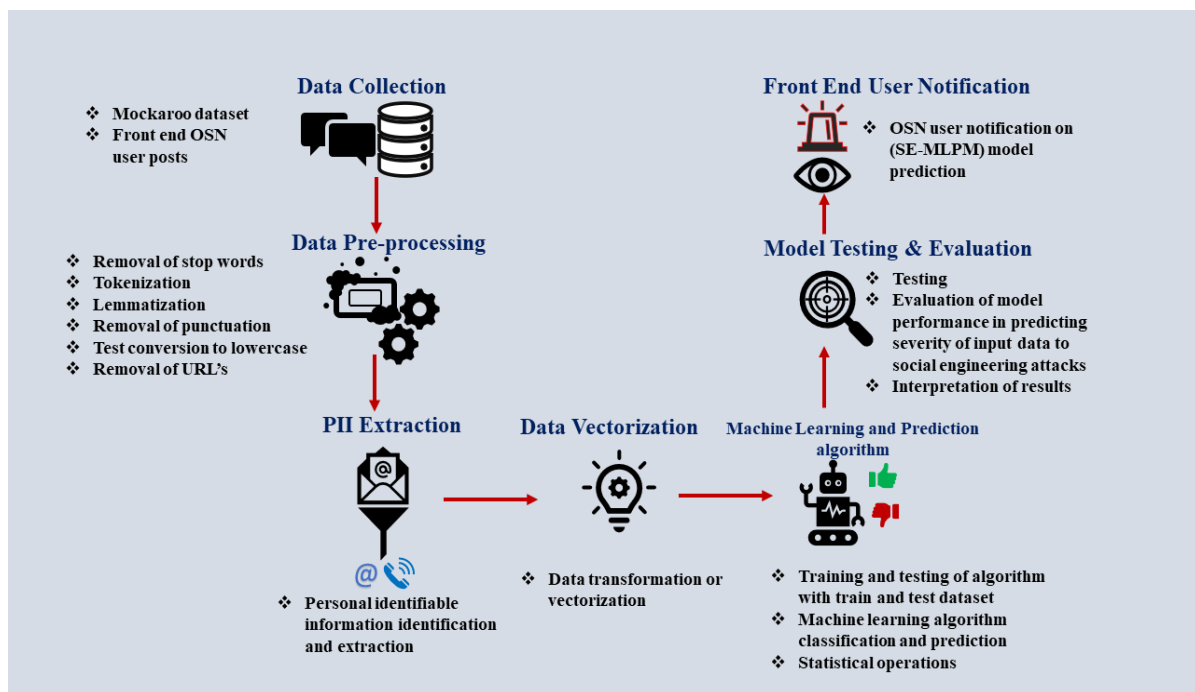 Data Collection
❖ Mockaroo dataset
❖ Front end OSN
user posts
Data Pre-processing
❖ Removal of stop words
❖ Tokenization
❖ Lemmatization
❖ Removal of punctuation
❖ Test conversion to lowercase
❖ Removal of URL's
PII Extraction
@
@
❖ Personal identifiable
information identification
and extraction
Data Vectorization
❖ Data transformation or
vectorization
Machine Learning and Prediction
algorithm
❖ Training and testing of algorithm
with train and test dataset
❖ Machine learning algorithm
classification and prediction
❖ Statistical operations
Model Testing & Evaluation
❖ Testing
❖ Evaluation of model
performance in predicting
severity of input data to
social engineering attacks
❖ Interpretation of results
Front End User Notification
❖ OSN user notification on
(SE-MLPM) model
prediction